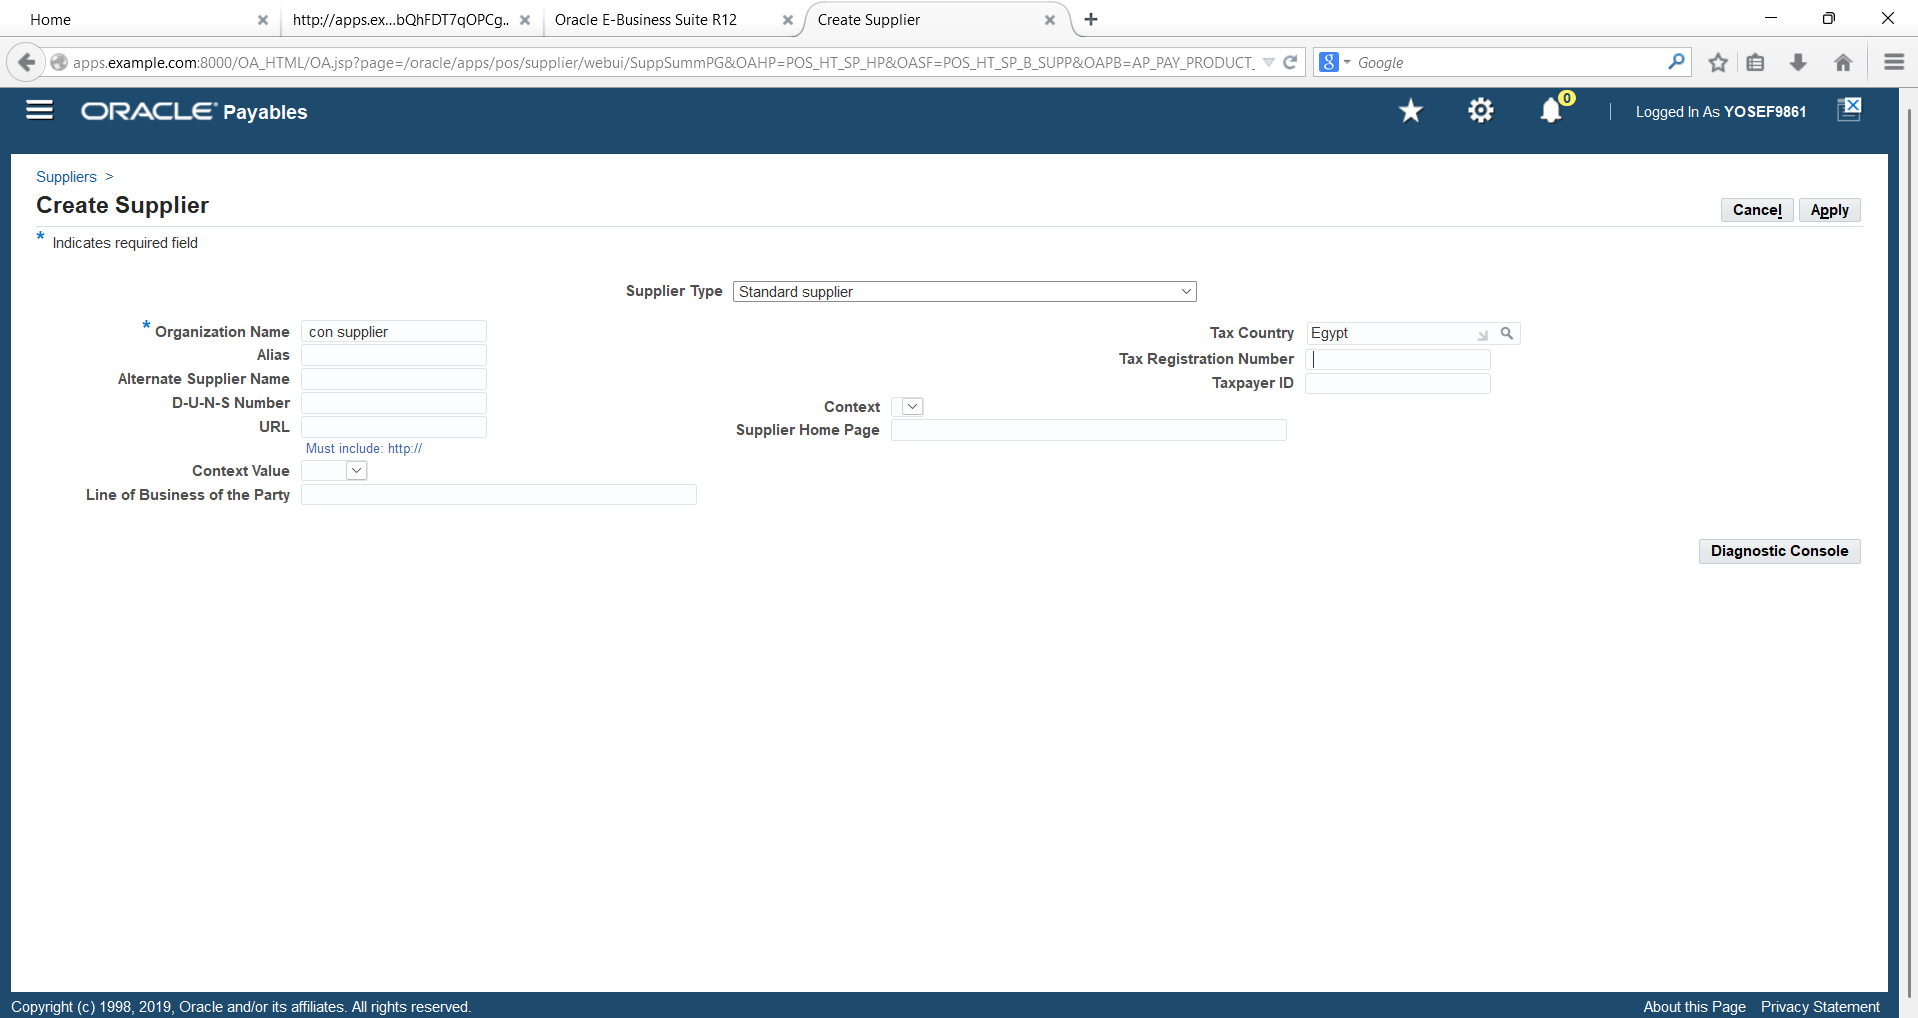 Home
http://apps.ex...bQhFDT7qOPCg..
Oracle E-Business Suite R12
Create Supplier
apps.example.com:8000/OA_HTML/OA.jsp?page=/oracle/apps/pos/supplier/webui/SuppSummPG&OAHP=POS_HT_SP_HP&OASF=POS_HT_SP_B_SUPP&OAPB=AP_PAY_PRODUCT_
8 Google
ORACLE Payables
0
Logged In As YOSEF9861
Suppliers >
Create Supplier
Cancel Apply
* Indicates required field
Supplier Type Standard supplier
* Organization Name con supplier
Tax Country Egypt
Alias
Tax Registration Number
Alternate Supplier Name
Taxpayer ID
D-U-N-S Number
Context
URL
Supplier Home Page
Must include: http://
Context Value
Line of Business of the Party
Diagnostic Console
Copyright (c) 1998, 2019, Oracle and/or its affiliates. All rights reserved.
About this Page Privacy Statement